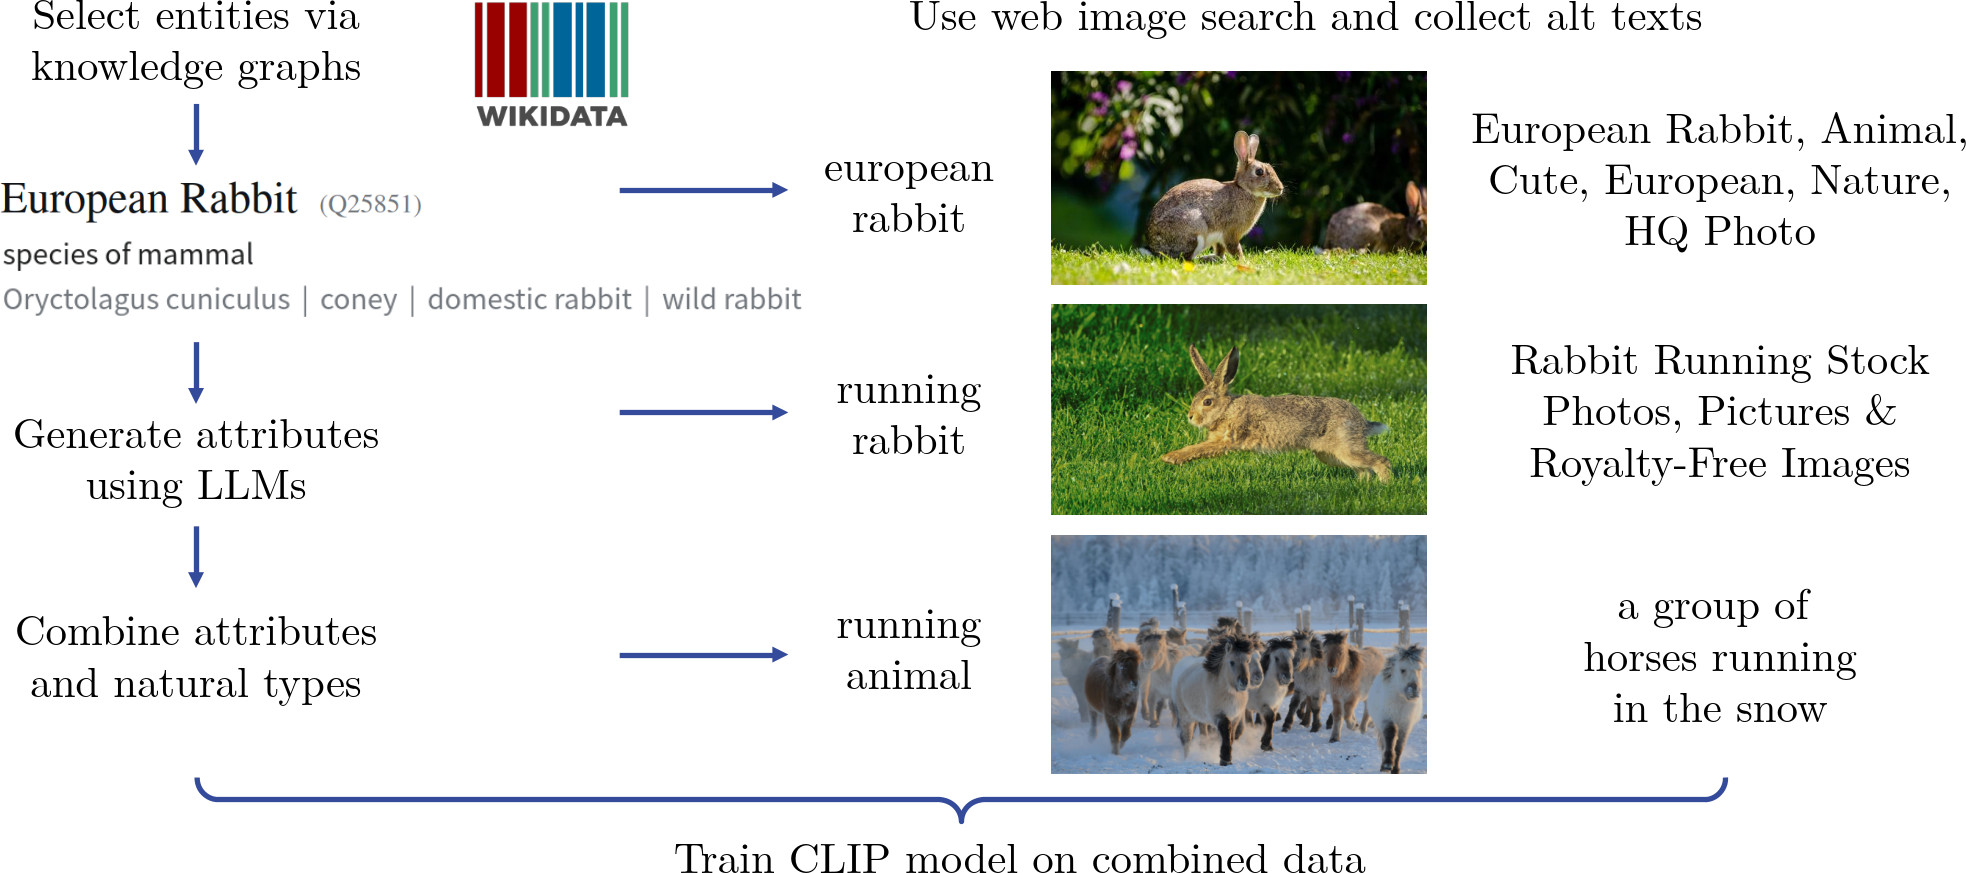 Select entities via
knowledge graphs
WIKIDATA
European Rabbit (Q25851)
species of mammal
Oryctolagus cuniculus | coney | domestic rabbit | wild rabbit
Generate attributes
using LLMs
Combine attributes
and natural types
Use web image search and collect alt texts
european
rabbit
European Rabbit, Animal,
Cute, European, Nature,
HQ Photo
running
rabbit
Rabbit Running Stock
Photos, Pictures &
Royalty-Free Images
running
animal
a group of
horses running
in the snow
Train CLIP model on combined data